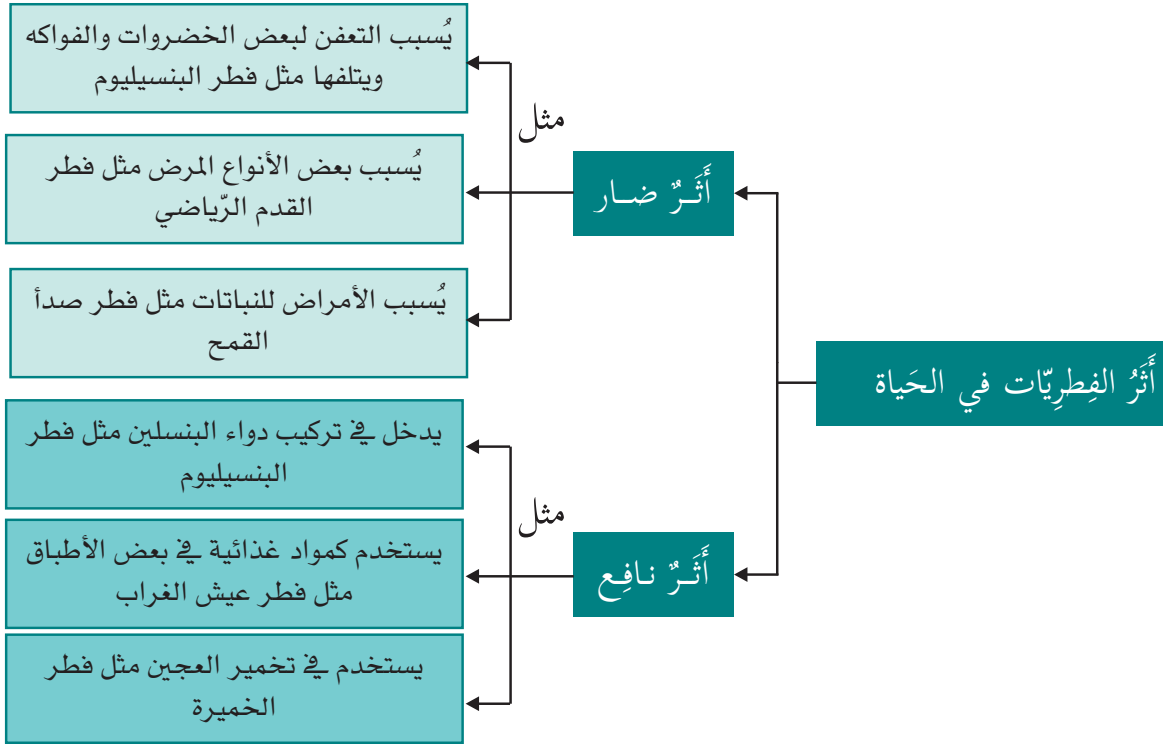 أَثَرُ الفِطرِيّات في الحَياة
أَثَـرٌ ضـار
مثل
يُسبب التعفن لبعض الخضروات والفواكه
ويتلفها مثل فطر البنسيليوم
يُسبب بعض الأنواع المرض مثل فطر
القدم الرّياضي
يُسبب الأمراض للنباتات مثل فطر صدأ
القمح
أَثَـرٌ نـافِـع
مثل
يدخل في تركيب دواء البنسلين مثل فطر
البنسيليوم
يستخدم كمواد غذائية في بعض الأطباق
مثل فطر عيش الغراب
يستخدم في تخمير العجين مثل فطر
الخميرة